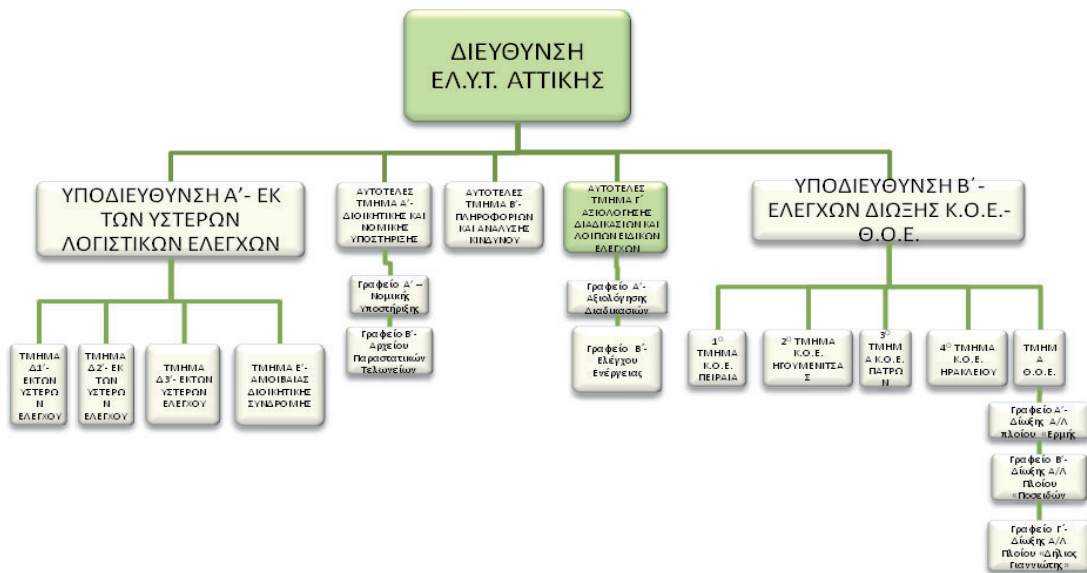 ΔΙΕΥΘΥΝΣΗ
ΕΛ.Υ.Τ. ΑΤΤΙΚΗΣ
ΥΠΟΔΙΕΥΘΥΝΣΗ Α’- ΕΚ
ΤΩΝ ΥΣΤΕΡΩΝ
ΛΟΓΙΣΤΙΚΩΝ ΕΛΕΓΧΩΝ
ΑΥΤΟΤΕΛΕΣ
ΤΜΗΜΑ Α΄-
ΔΙΟΙΚΗΤΙΚΗΣ ΚΑΙ
ΝΟΜΙΚΗΣ
ΥΠΟΣΤΗΡΙΞΗΣ
ΑΥΤΟΤΕΛΕΣ
ΤΜΗΜΑ Β΄-
ΠΛΗΡΟΦΟΡΙΩΝ
ΚΑΙ ΑΝΑΛΥΣΗΣ
ΚΙΝΔΥΝΟΥ
ΑΥΤΟΤΕΛΕΣ
ΤΜΗΜΑ Γ΄
ΑΞΙΟΛΟΓΗΣΗΣ
ΔΙΑΔΙΚΑΣΙΩΝ ΚΑΙ
ΛΟΙΠΩΝ ΕΙΔΙΚΩΝ
ΕΛΕΓΧΩΝ
ΥΠΟΔΙΕΥΘΥΝΣΗ Β΄-
ΕΛΕΓΧΩΝ ΔΙΩΞΗΣ Κ.Ο.Ε.-
Θ.Ο.Ε.
Γραφείο Α΄ –
Νομικής
Υποστήριξης
Γραφείο Β΄-
Αρχείου
Παραστατικών
Τελωνείων
Γραφείο Α΄-
Αξιολόγησης
Διαδικασιών
Γραφείο Β΄-
Ελέγχου
Ενέργειας
ΤΜΗΜΑ
Δ1΄-
ΕΚΤΩΝ
ΥΣΤΕΡΩ
Ν
ΕΛΕΓΧΟΥ
ΤΜΗΜΑ
Δ2΄- ΕΚ
ΤΩΝ
ΥΣΤΕΡΩ
Ν
ΕΛΕΓΧΟΥ
ΤΜΗΜΑ
Δ3΄- ΕΚΤΩΝ
ΥΣΤΕΡΩΝ
ΕΛΕΓΧΟΥ
ΤΜΗΜΑ Ε΄-
ΑΜΟΙΒΑΙΑΣ
ΔΙΟΙΚΗΤΙΚΗΣ
ΣΥΝΔΡΟΜΗΣ
1Ο
ΤΜΗΜΑ
Κ.Ο.Ε.
ΠΕΙΡΑΙΑ
2Ο ΤΜΗΜΑ
Κ.Ο.Ε.
ΗΓΟΥΜΕΝΙΤΣΑ
Σ
3Ο
ΤΜΗΜ
Α Κ.Ο.Ε.
ΠΑΤΡΩ
Ν
4Ο ΤΜΗΜΑ
Κ.Ο.Ε.
ΗΡΑΚΛΕΙΟΥ
ΤΜΗΜ
Α
Θ.Ο.Ε.
Γραφείο Α΄-
Δίωξης Α/Λ
πλοίου «Ερμής
Γραφείο Β΄-
Δίωξης Α/Λ
Πλοίου
«Ποσειδών
Γραφείο Γ΄-
Δίωξης Α/Λ
Πλοίου «Δήλιος
Γιαννιώτης»